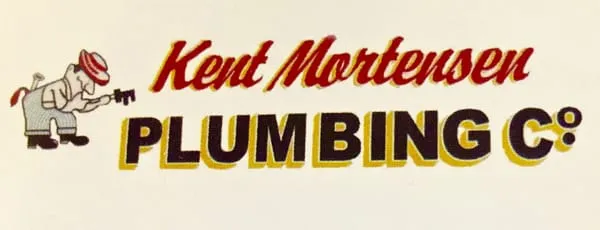 Kent Mortensen
PLUMBING Co.